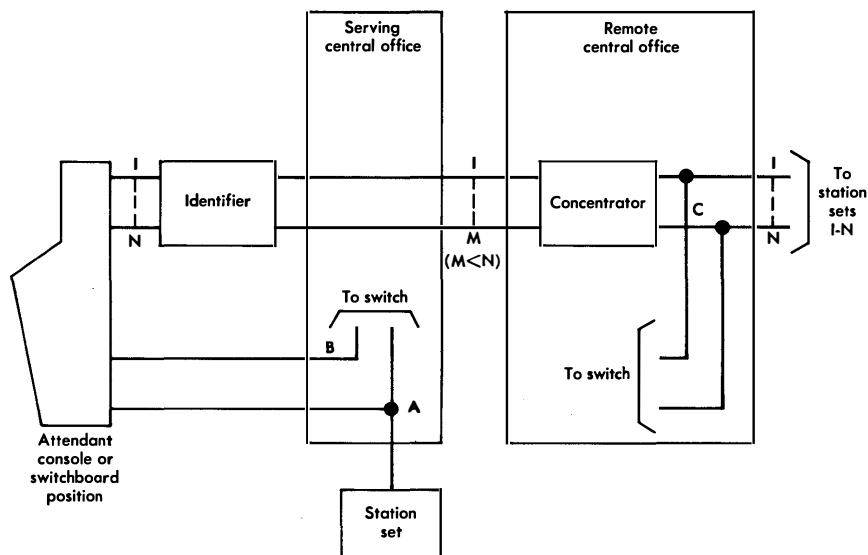 Serving
central office
Remote
central office
I
N
Identifier
I
M
(M<N)
Concentrator
C
I
N
To
station
sets
I-N
To switch
B
A
To switch
Attendant
console or
switchboard
position
Station
set